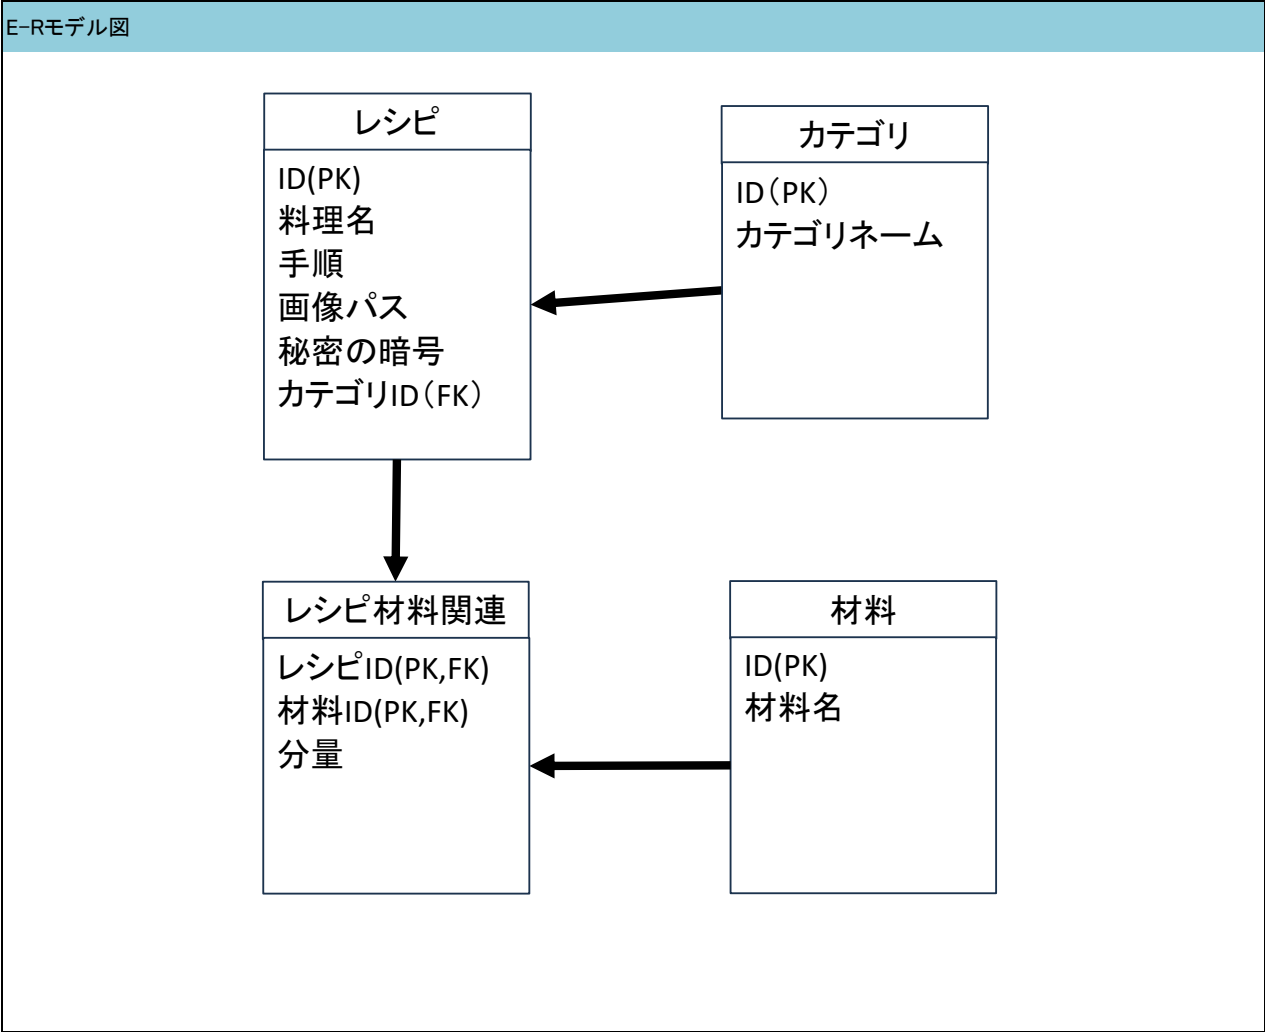 E-Rモデル図
レシピ
ID(PK)
料理名
手順
画像パス
秘密の暗号
カテゴリID（FK）
カテゴリ
ID（PK）
カテゴリネーム
レシピ材料関連
レシピID(PK,FK)
材料ID(PK,FK)
分量
材料
ID(PK)
材料名